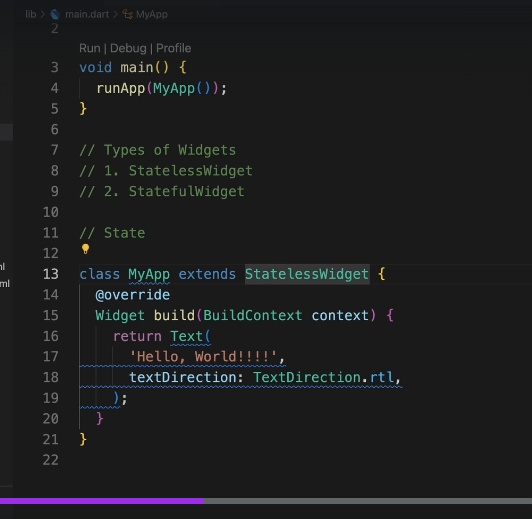 lib > main.dart > MyApp
2
Run | Debug | Profile
3 void main() {
4 runApp(MyApp());
5 }
6
7 // Types of Widgets
8 // 1. StatelessWidget
9 // 2. StatefulWidget
10
11 // State
12
13 class MyApp extends StatelessWidget {
14 @override
15 Widget build(BuildContext context) {
16 return Text(
17 'Hello, World!!!!',
18 textDirection: TextDirection.rtl,
19 );
20 }
21 }
22